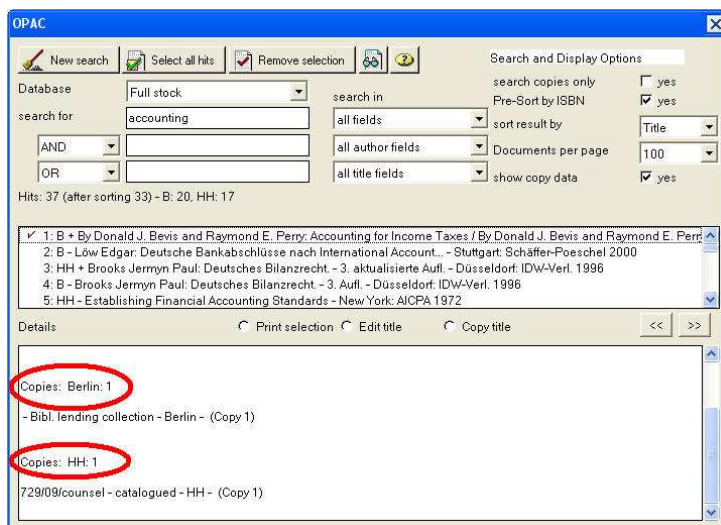 OPAC
New search Select all hits Remove selection Search and Display Options
Database Full stock search in search copies only yes
Pre-Sort by ISBN yes
search for accounting all fields sort result by Title
AND all author fields Documents per page 100
OR all title fields show copy data yes
Hits: 37 (after sorting 33) - B: 20, HH: 17
1: B + By Donald J. Bevis and Raymond E. Perry: Accounting for Income Taxes / By Donald J. Bevis and Raymond E.
2: B - Löw Edgar: Deutsche Bankabschlüsse nach International Account... - Stuttgart: Schäffer-Poeschel 2000
3: HH + Brooks Jermyn Paul: Deutsches Bilanzrecht. - 3. aktualisierte Aufl. - Düsseldorf: IDW-Verl. 1996
4: B - Brooks Jermyn Paul: Deutsches Bilanzrecht. - 3. Aufl. - Düsseldorf: IDW-Verl. 1996
5: HH - Establishing Financial Accounting Standards - New York: AICPA 1972
Details Print selection Edit title Copy title << >>
Copies: Berlin: 1
- Bibl. lending collection - Berlin - (Copy 1)
Copies: HH: 1
729/09/counsel - catalogued - HH - (Copy 1)